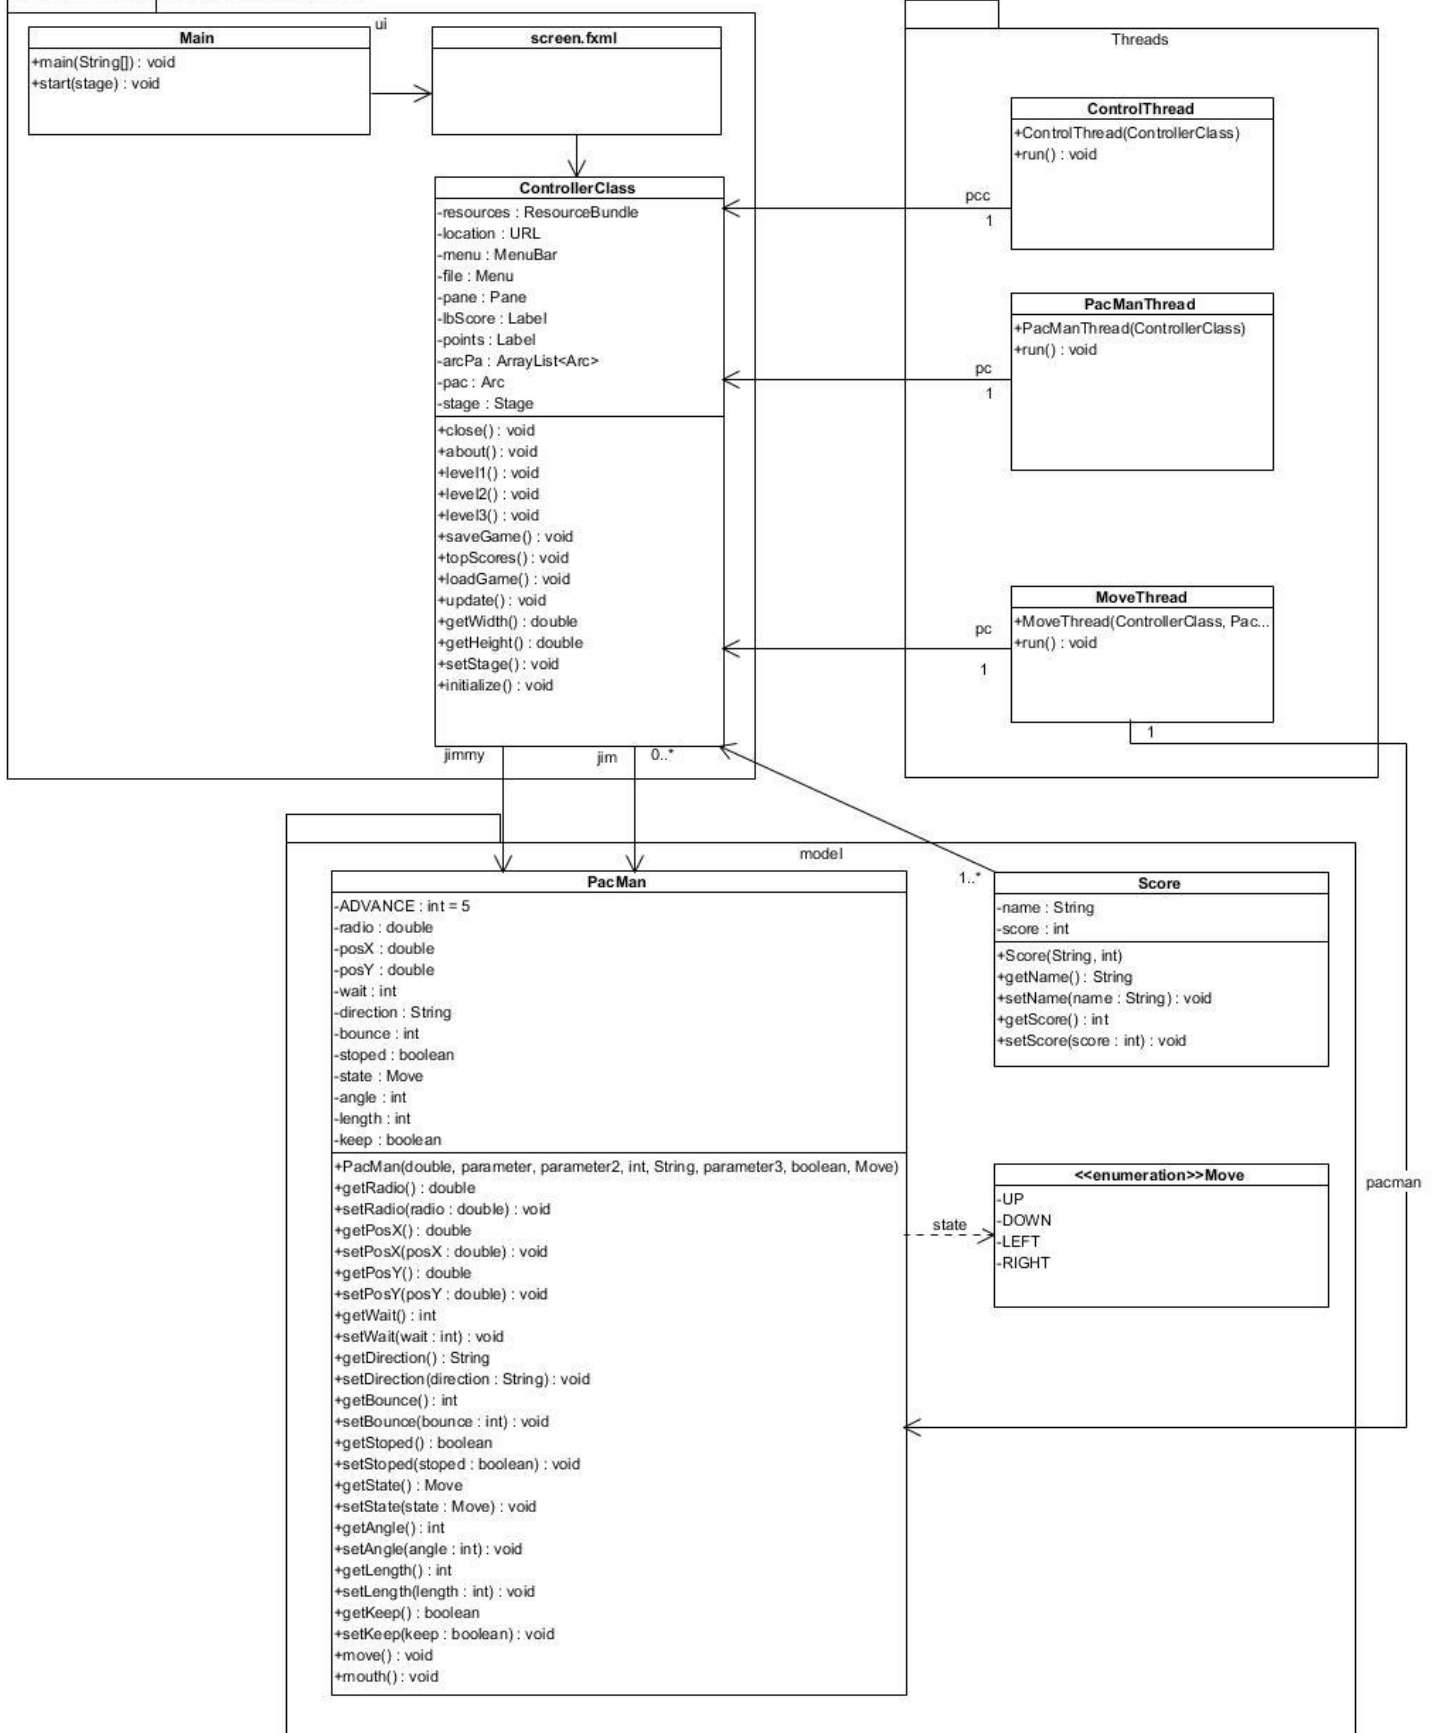 ui
Main
+main(String[]) : void
+start(stage) : void
screen.fxml
ControllerClass
-resources : ResourceBundle
-location : URL
-menu : MenuBar
-file : Menu
-pane : Pane
-lbScore : Label
-points : Label
-arcPa : ArrayList<Arc>
-pac : Arc
-stage : Stage
+close() : void
+about() : void
+level1() : void
+level2() : void
+level3() : void
+saveGame() : void
+topScores() : void
+loadGame() : void
+update() : void
+getWidth() : double
+getHeight() : double
+setStage() : void
+initialize() : void
jimmy
jim
0..*
Threads
ControlThread
+ControlThread(ControllerClass)
+run() : void
pcc
1
PacManThread
+PacManThread(ControllerClass)
+run() : void
pc
1
MoveThread
+MoveThread(ControllerClass, Pac...
+run() : void
pc
1
1
model
PacMan
-ADVANCE : int = 5
-radio : double
-posX : double
-posY : double
-wait : int
-direction : String
-bounce : int
-stoped : boolean
-state : Move
-angle : int
-length : int
-keep : boolean
+PacMan(double, parameter, parameter2, int, String, parameter3, boolean, Move)
+getRadio() : double
+setRadio(radio : double) : void
+getPosX() : double
+setPosX(posX : double) : void
+getPosY() : double
+setPosY(posY : double) : void
+getWait() : int
+setWait(wait : int) : void
+getDirection() : String
+setDirection(direction : String) : void
+getBounce() : int
+setBounce(bounce : int) : void
+getStoped() : boolean
+setStoped(stoped : boolean) : void
+getState() : Move
+setState(state : Move) : void
+getAngle() : int
+setAngle(angle : int) : void
+getLength() : int
+setLength(length : int) : void
+getKeep() : boolean
+setKeep(keep : boolean) : void
+move() : void
+mouth() : void
1..*
Score
-name : String
-score : int
+Score(String, int)
+getName() : String
+setName(name : String) : void
+getScore() : int
+setScore(score : int) : void
state
<<enumeration>>Move
-UP
-DOWN
-LEFT
-RIGHT
pacman